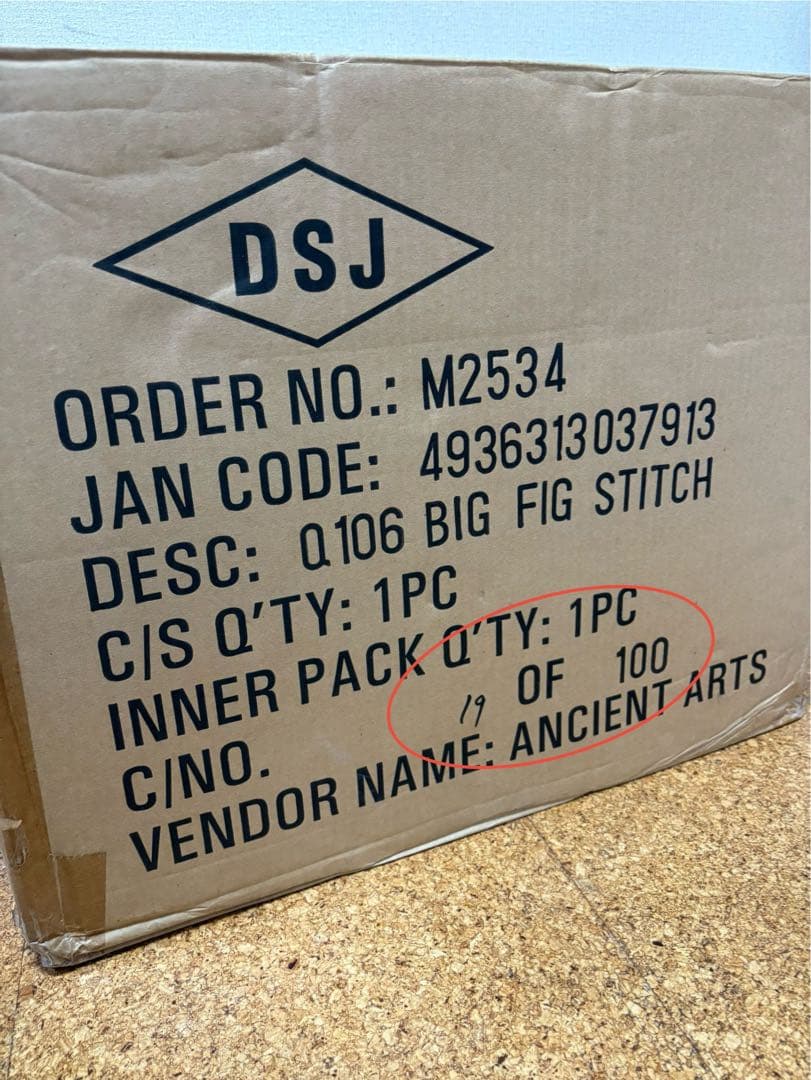 DSJ
ORDER NO.: M2534
JAN CODE: 4936313037913
DESC: Q106 BIG FIG STITCH
C/S Q'TY: 1PC
INNER PACK Q'TY: 1PC
C/NO. 19 OF 100
VENDOR NAME: ANCIENT ARTS